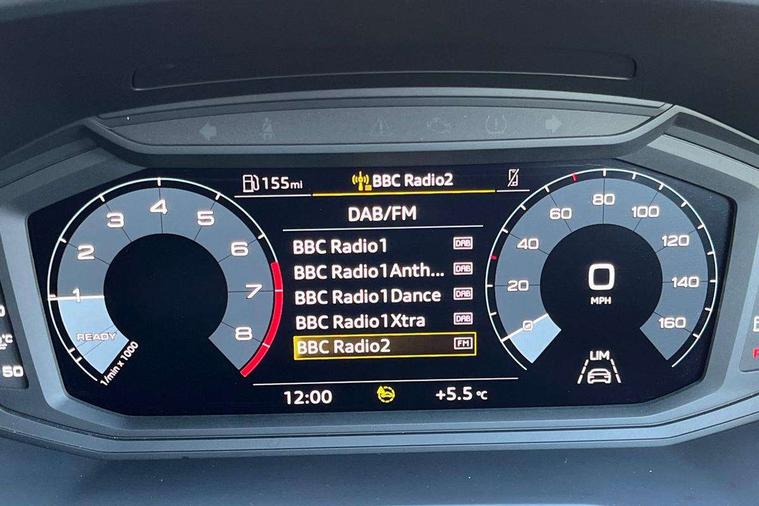 155mi
BBC Radio2
DAB/FM
BBC Radio1 DAB
BBC Radio1Anth... DAB
BBC Radio1Dance DAB
BBC Radio1Xtra DAB
BBC Radio2 FM
12:00
+5.5 °C
1
2
3
4
5
6
7
8
READY
1/min x 1000
0
20
40
60
80
100
120
140
160
0
MPH
LIM
50